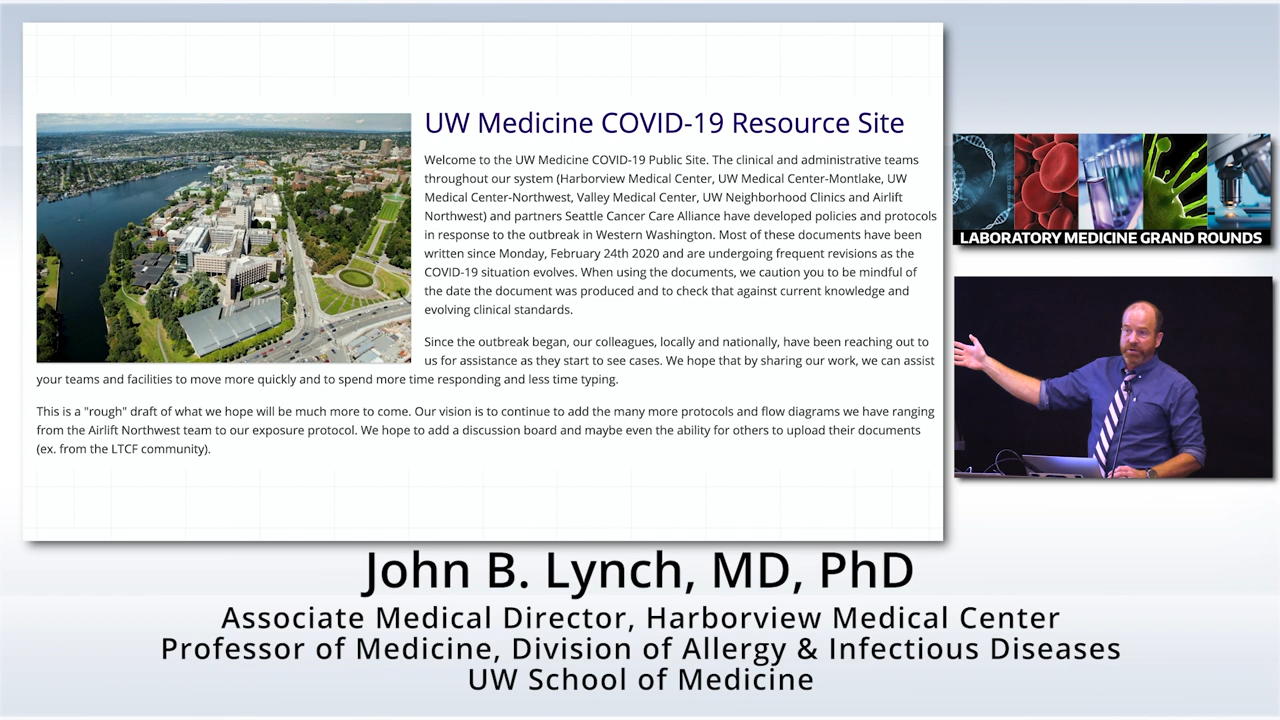 UW Medicine COVID-19 Resource Site
Welcome to the UW Medicine COVID-19 Public Site. The clinical and administrative teams
throughout our system (Harborview Medical Center, UW Medical Center-Montlake, UW
Medical Center-Northwest, Valley Medical Center, UW Neighborhood Clinics and Airlift
Northwest) and partners Seattle Cancer Care Alliance have developed policies and protocols
in response to the outbreak in Western Washington. Most of these documents have been
written since Monday, February 24th 2020 and are undergoing frequent revisions as the
COVID-19 situation evolves. When using the documents, we caution you to be mindful of
the date the document was produced and to check that against current knowledge and
evolving clinical standards.
Since the outbreak began, our colleagues, locally and nationally, have been reaching out to
us for assistance as they start to see cases. We hope that by sharing our work, we can assist
your teams and facilities to move more quickly and to spend more time responding and less time typing.
This is a "rough" draft of what we hope will be much more to come. Our vision is to continue to add the many more protocols and flow diagrams we have ranging
from the Airlift Northwest team to our exposure protocol. We hope to add a discussion board and maybe even the ability for others to upload their documents
(ex. from the LTCF community).
LABORATORY MEDICINE GRAND ROUNDS
John B. Lynch, MD, PhD
Associate Medical Director, Harborview Medical Center
Professor of Medicine, Division of Allergy & Infectious Diseases
UW School of Medicine